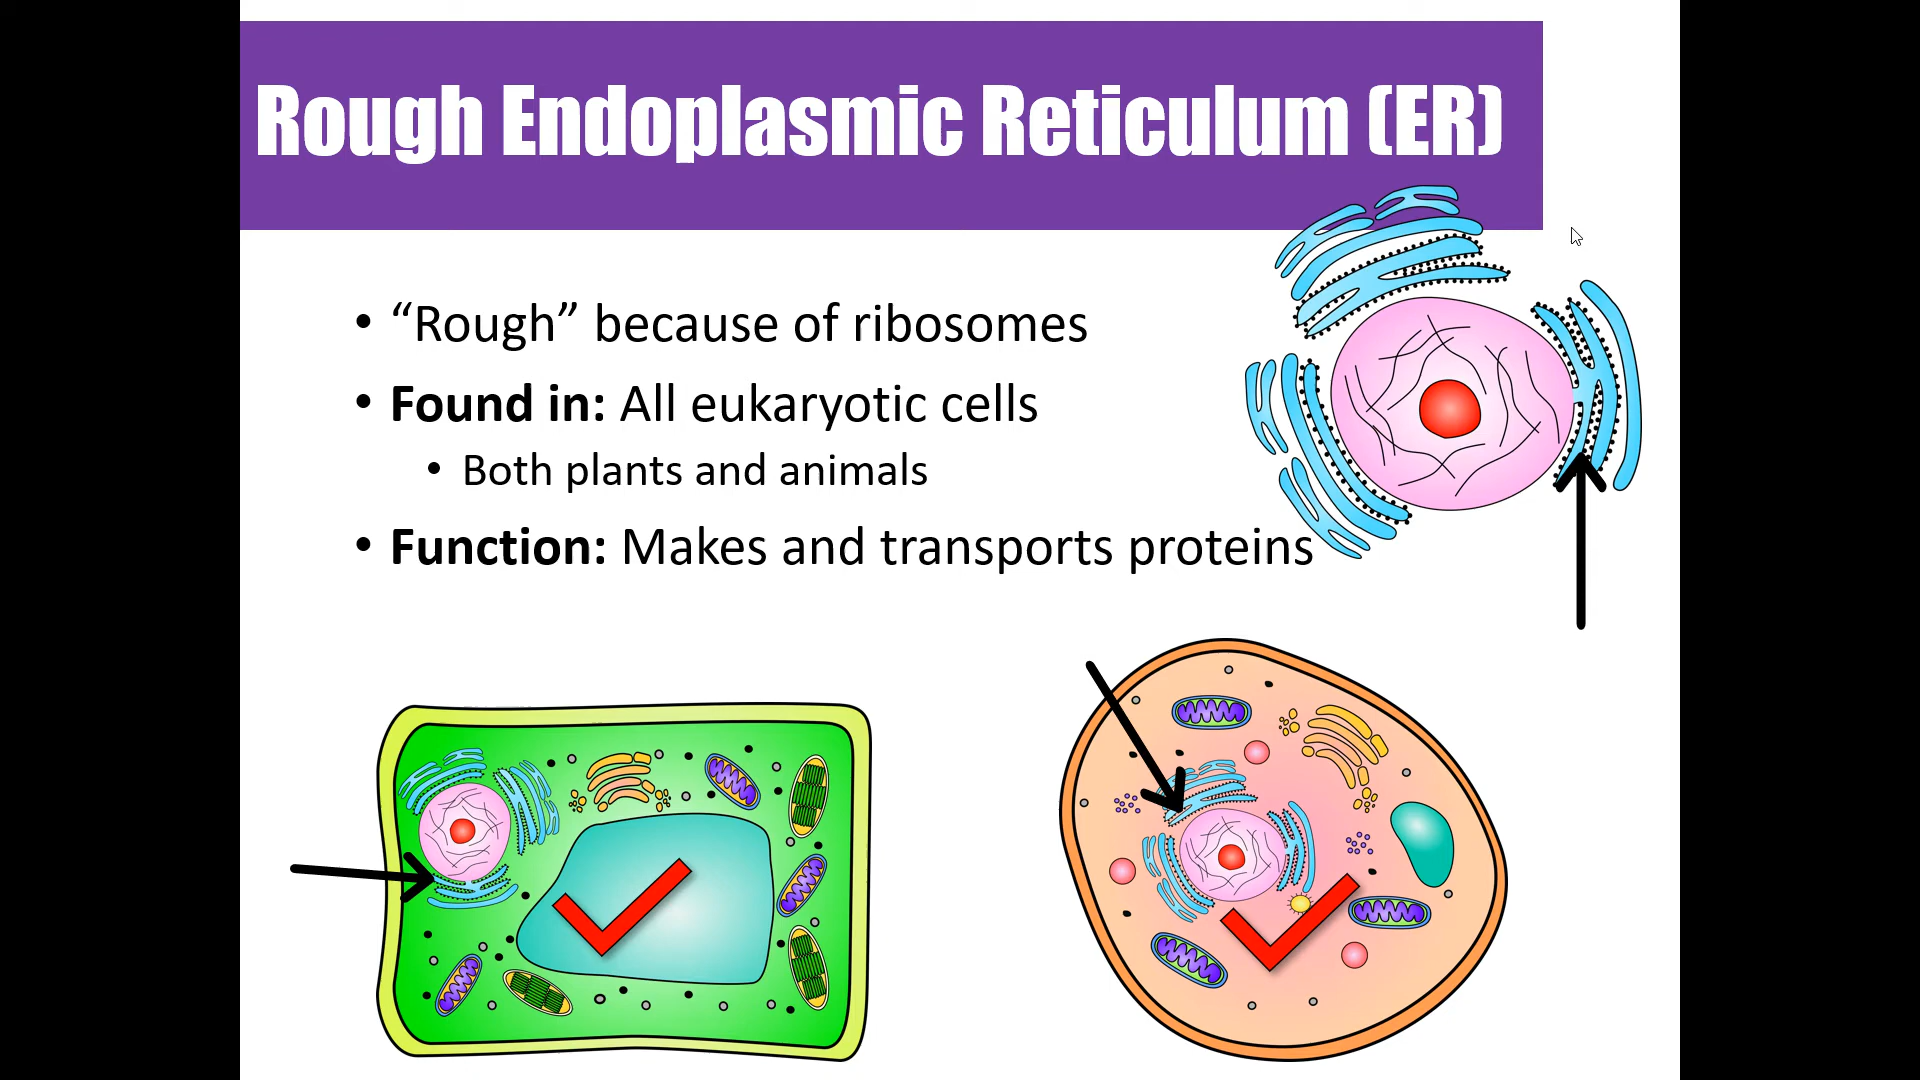 Rough Endoplasmic Reticulum (ER)
• “Rough” because of ribosomes
• Found in: All eukaryotic cells
• Both plants and animals
• Function: Makes and transports proteins